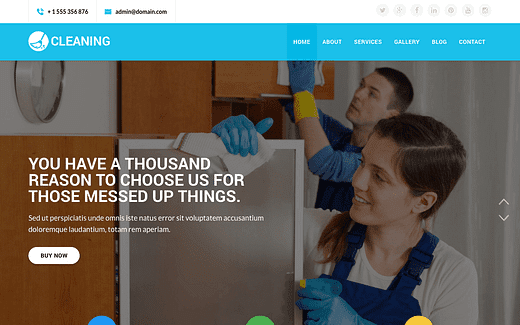 + 1 555 356 876
admin@domain.com
CLEANING
HOME
ABOUT
SERVICES
GALLERY
BLOG
CONTACT
YOU HAVE A THOUSAND
REASON TO CHOOSE US FOR
THOSE MESSED UP THINGS.
Sed ut perspiciatis unde omnis iste natus error sit voluptatem accusantium
doloremque laudantium, totam rem aperiam.
BUY NOW